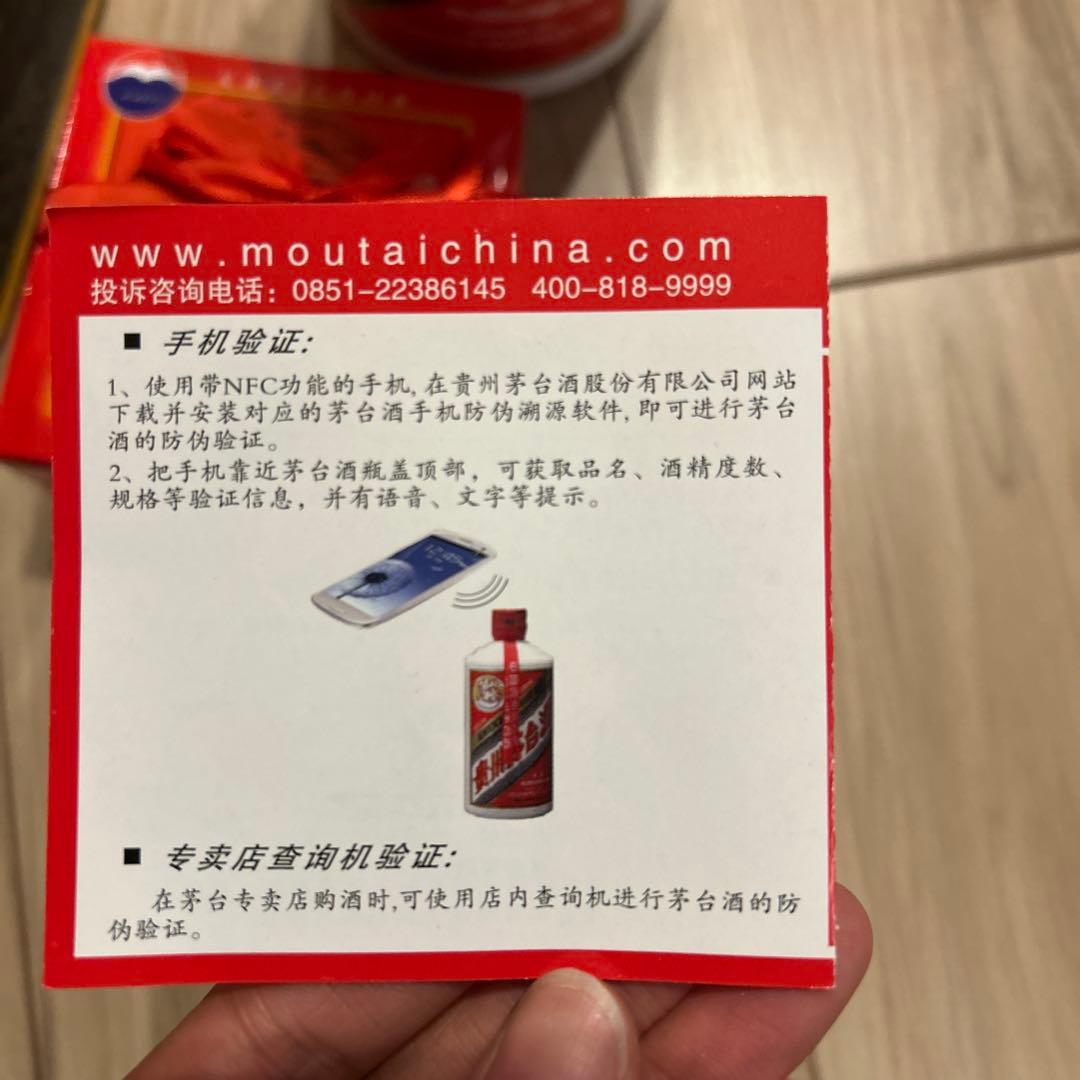 www.moutaichina.com
投诉咨询电话：0851-22386145 400-818-9999
■ 手机验证：
1、使用带NFC功能的手机,在贵州茅台酒股份有限公司网站
下载并安装对应的茅台酒手机防伪溯源软件,即可进行茅台
酒的防伪验证。
2、把手机靠近茅台酒瓶盖顶部，可获取品名、酒精度数、
规格等验证信息，并有语音、文字等提示。
贵州茅台酒
■ 专卖店查询机验证：
在茅台专卖店购酒时,可使用店内查询机进行茅台酒的防
伪验证。